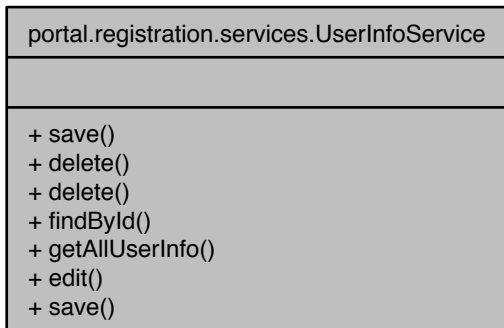 portal.registration.services.UserInfoService
+ save()
+ delete()
+ delete()
+ findById()
+ getAllUserInfo()
+ edit()
+ save()